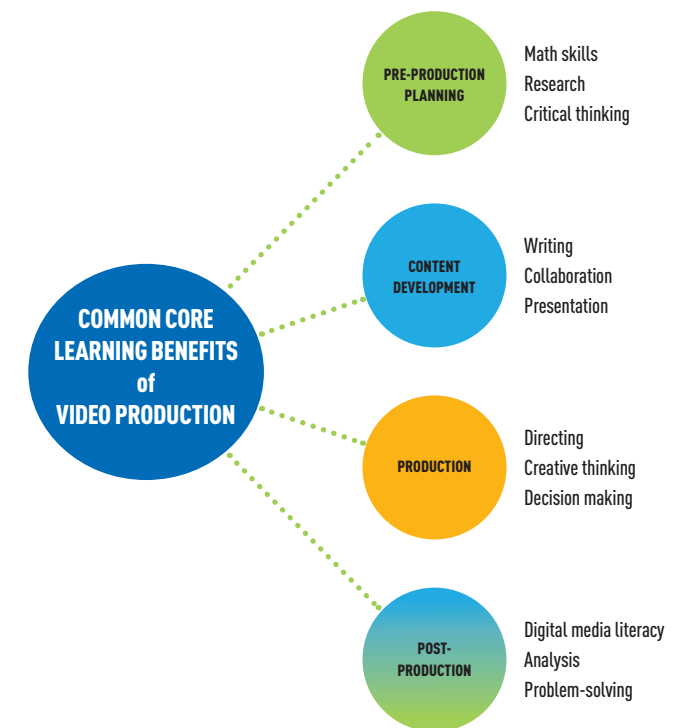 COMMON CORE
LEARNING BENEFITS
of
VIDEO PRODUCTION
PRE-PRODUCTION
PLANNING
Math skills
Research
Critical thinking
CONTENT
DEVELOPMENT
Writing
Collaboration
Presentation
PRODUCTION
Directing
Creative thinking
Decision making
POST-
PRODUCTION
Digital media literacy
Analysis
Problem-solving